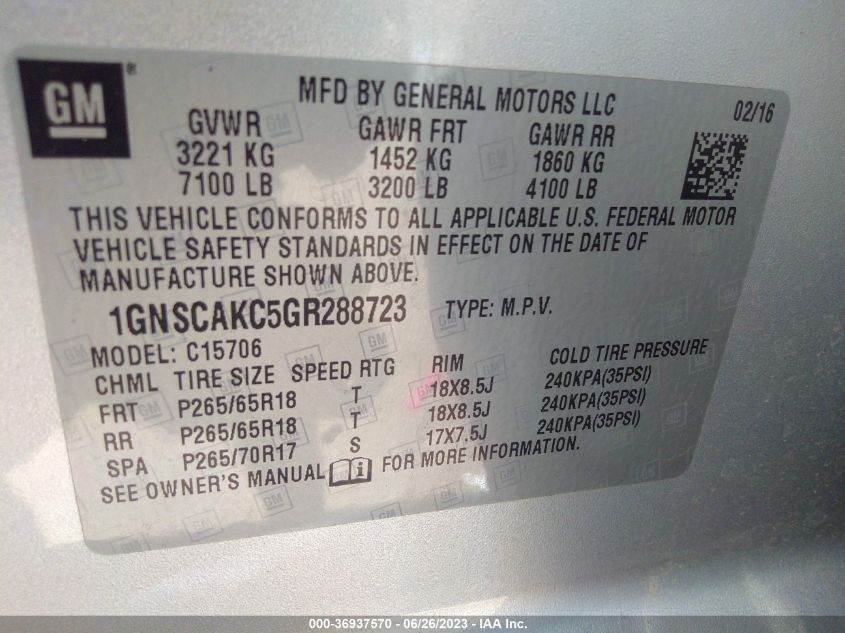 GM®
MFD BY GENERAL MOTORS LLC
02/16
GVWR GAWR FRT GAWR RR
3221 KG 1452 KG 1860 KG
7100 LB 3200 LB 4100 LB
THIS VEHICLE CONFORMS TO ALL APPLICABLE U.S. FEDERAL MOTOR
VEHICLE SAFETY STANDARDS IN EFFECT ON THE DATE OF
MANUFACTURE SHOWN ABOVE.
1GNSCAKC5GR288723 TYPE: M.P.V.
MODEL: C15706
CHML TIRE SIZE SPEED RTG RIM COLD TIRE PRESSURE
FRT P265/65R18 T 18X8.5J 240KPA(35PSI)
RR P265/65R18 T 18X8.5J 240KPA(35PSI)
SPA P265/70R17 S 17X7.5J 240KPA(35PSI)
SEE OWNER'S MANUAL i FOR MORE INFORMATION.
000-36937570 - 06/26/2023 - IAA Inc.